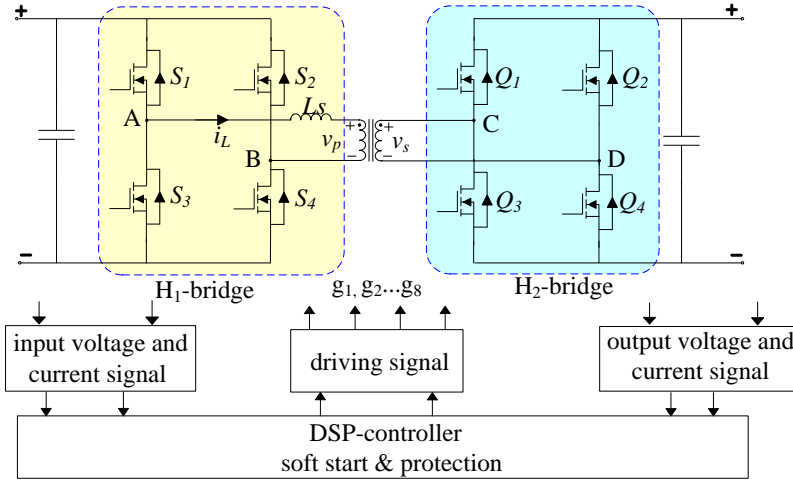 + +
S1 S2 Q1 Q2
A Ls C
iL + + 
B vp vs D
− −
S3 S4 Q3 Q4
− −
H1-bridge g1, g2...g8 H2-bridge
input voltage and
current signal
driving signal
output voltage and
current signal
DSP-controller
soft start & protection